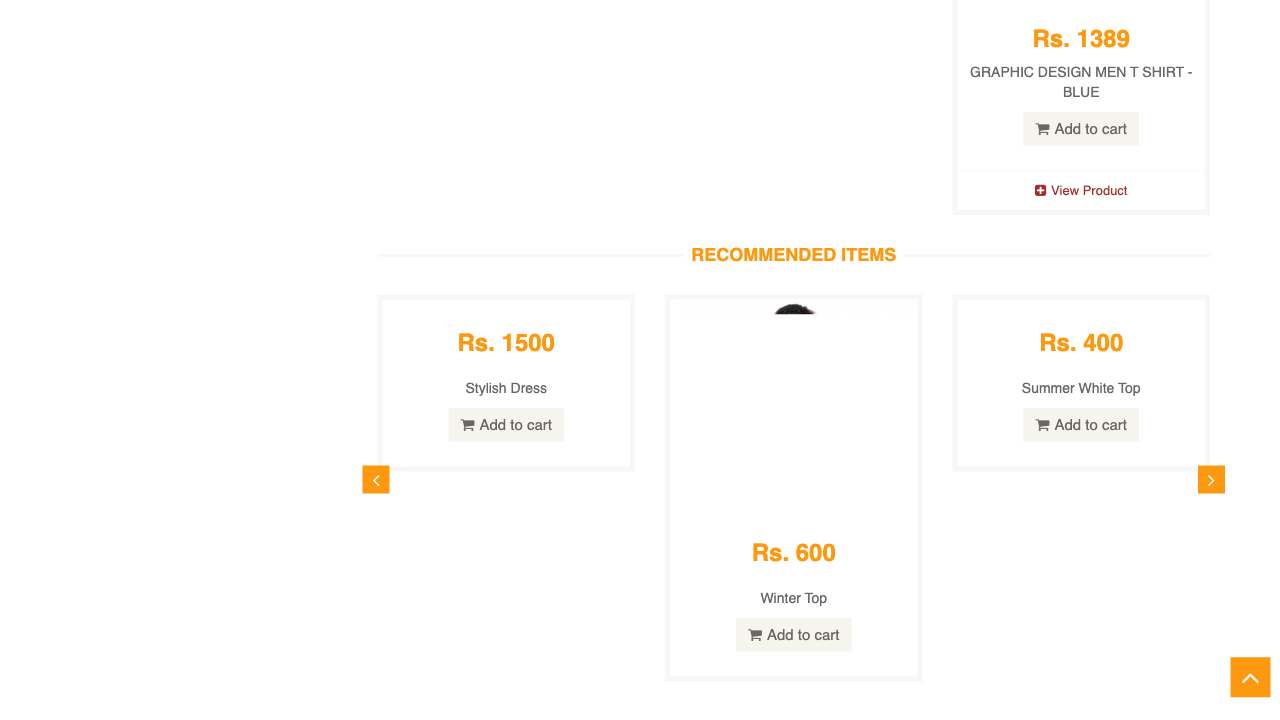 Rs. 1389
GRAPHIC DESIGN MEN T SHIRT -
BLUE
Add to cart
View Product
RECOMMENDED ITEMS
Rs. 1500
Stylish Dress
Add to cart
Rs. 600
Winter Top
Add to cart
Rs. 400
Summer White Top
Add to cart